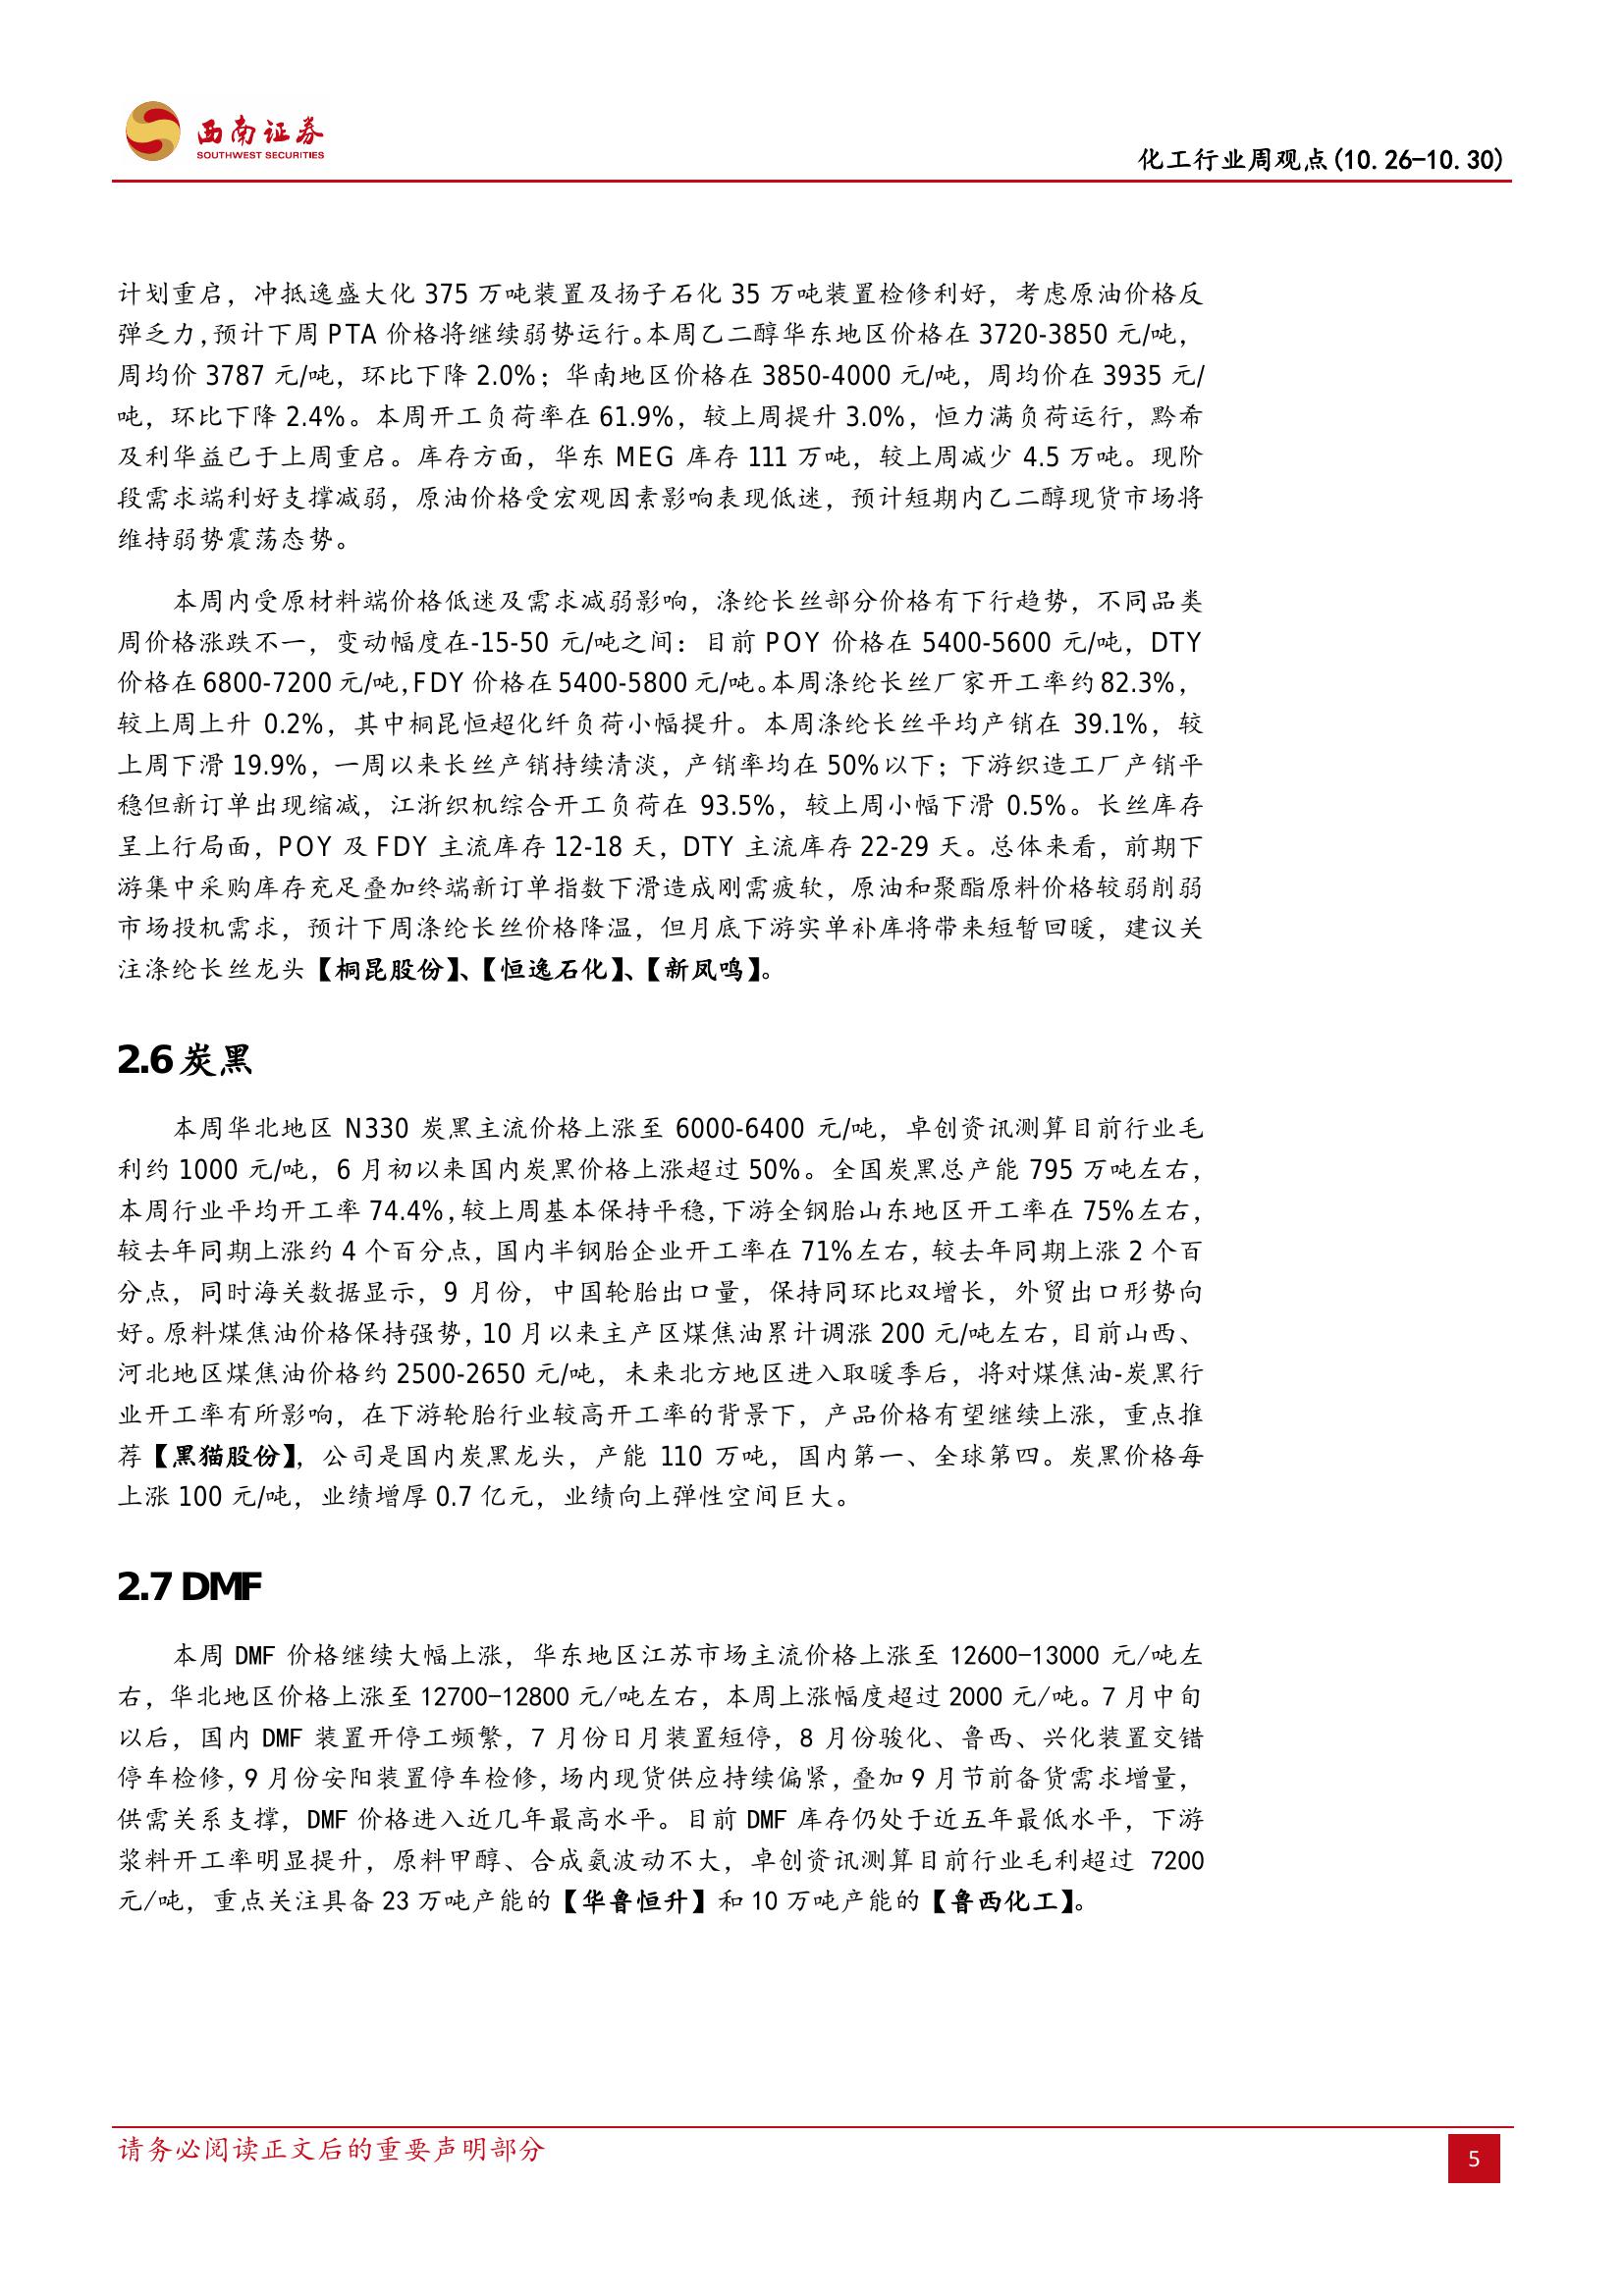 西南证券
SOUTHWEST SECURITIES
化工行业周观点(10.26-10.30)
计划重启，冲抵逸盛大化 375 万吨装置及扬子石化 35 万吨装置检修利好，考虑原油价格反
弹乏力，预计下周 PTA 价格将继续弱势运行。本周乙二醇华东地区价格在 3720-3850 元/吨，
周均价 3787 元/吨，环比下降 2.0%；华南地区价格在 3850-4000 元/吨，周均价在 3935 元/
吨，环比下降 2.4%。本周开工负荷率在 61.9%，较上周提升 3.0%，恒力满负荷运行，黔希
及利华益已于上周重启。库存方面，华东 MEG 库存 111 万吨，较上周减少 4.5 万吨。现阶
段需求端利好支撑减弱，原油价格受宏观因素影响表现低迷，预计短期内乙二醇现货市场将
维持弱势震荡态势。
本周内受原材料端价格低迷及需求减弱影响，涤纶长丝部分价格有下行趋势，不同品类
周价格涨跌不一，变动幅度在-15-50 元/吨之间：目前 POY 价格在 5400-5600 元/吨，DTY
价格在 6800-7200 元/吨，FDY 价格在 5400-5800 元/吨。本周涤纶长丝厂家开工率约 82.3%，
较上周上升 0.2%，其中桐昆恒超化纤负荷小幅提升。本周涤纶长丝平均产销在 39.1%，较
上周下滑 19.9%，一周以来长丝产销持续清淡，产销率均在 50%以下；下游织造工厂产销平
稳但新订单出现缩减，江浙织机综合开工负荷在 93.5%，较上周小幅下滑 0.5%。长丝库存
呈上行局面，POY 及 FDY 主流库存 12-18 天，DTY 主流库存 22-29 天。总体来看，前期下
游集中采购库存充足叠加终端新订单指数下滑造成刚需疲软，原油和聚酯原料价格较弱削弱
市场投机需求，预计下周涤纶长丝价格降温，但月底下游实单补库将带来短暂回暖，建议关
注涤纶长丝龙头【桐昆股份】、【恒逸石化】、【新凤鸣】。
2.6 炭黑
本周华北地区 N330 炭黑主流价格上涨至 6000-6400 元/吨，卓创资讯测算目前行业毛
利约 1000 元/吨，6 月初以来国内炭黑价格上涨超过 50%。全国炭黑总产能 795 万吨左右，
本周行业平均开工率 74.4%，较上周基本保持平稳，下游全钢胎山东地区开工率在 75%左右，
较去年同期上涨约 4 个百分点，国内半钢胎企业开工率在 71%左右，较去年同期上涨 2 个百
分点，同时海关数据显示，9 月份，中国轮胎出口量，保持同环比双增长，外贸出口形势向
好。原料煤焦油价格保持强势，10 月以来主产区煤焦油累计调涨 200 元/吨左右，目前山西、
河北地区煤焦油价格约 2500-2650 元/吨，未来北方地区进入取暖季后，将对煤焦油-炭黑行
业开工率有所影响，在下游轮胎行业较高开工率的背景下，产品价格有望继续上涨，重点推
荐【黑猫股份】，公司是国内炭黑龙头，产能 110 万吨，国内第一、全球第四。炭黑价格每
上涨 100 元/吨，业绩增厚 0.7 亿元，业绩向上弹性空间巨大。
2.7 DMF
本周 DMF 价格继续大幅上涨，华东地区江苏市场主流价格上涨至 12600-13000 元/吨左
右，华北地区价格上涨至 12700-12800 元/吨左右，本周上涨幅度超过 2000 元/吨。7 月中旬
以后，国内 DMF 装置开停工频繁，7 月份日月装置短停，8 月份骏化、鲁西、兴化装置交错
停车检修，9 月份安阳装置停车检修，场内现货供应持续偏紧，叠加 9 月节前备货需求增量，
供需关系支撑，DMF 价格进入近几年最高水平。目前 DMF 库存仍处于近五年最低水平，下游
浆料开工率明显提升，原料甲醇、合成氨波动不大，卓创资讯测算目前行业毛利超过 7200
元/吨，重点关注具备 23 万吨产能的【华鲁恒升】和 10 万吨产能的【鲁西化工】。
请务必阅读正文后的重要声明部分
5